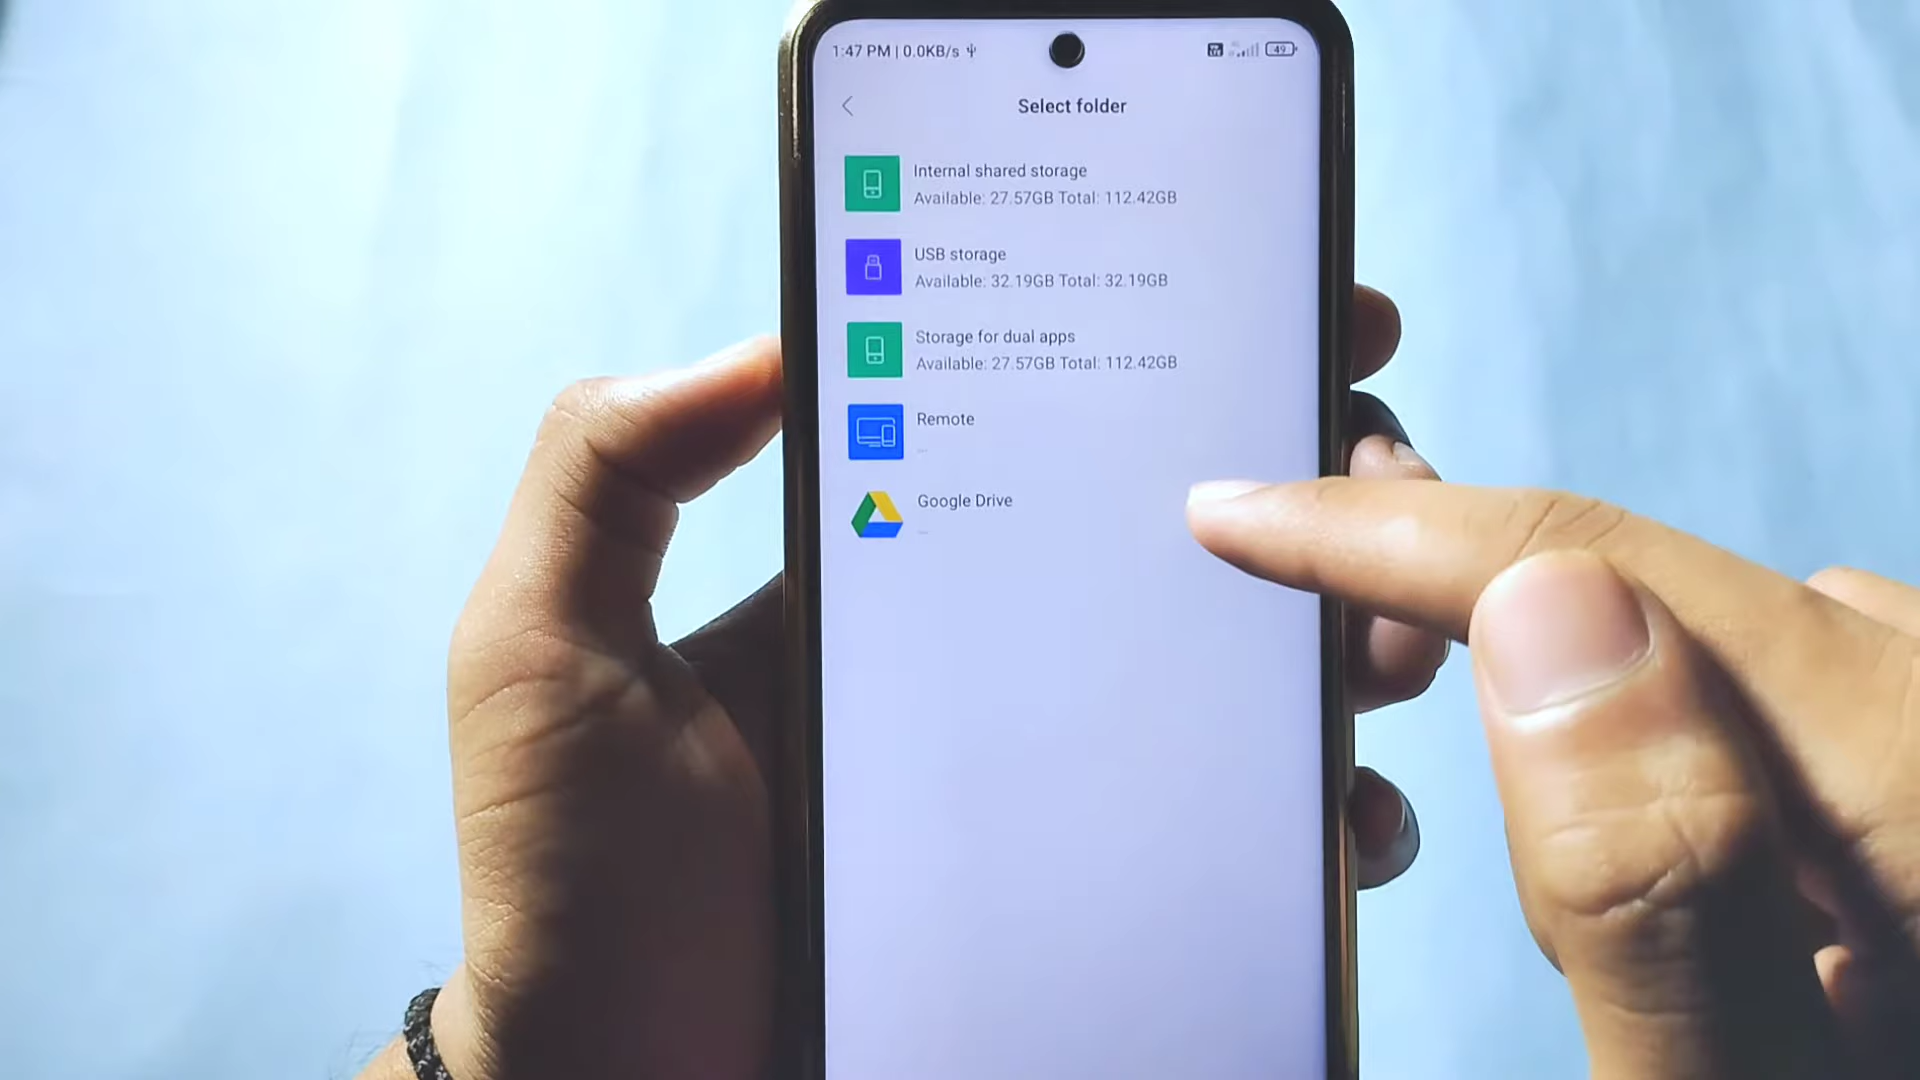 1:47 PM | 0.0KB/s
49
Select folder
Internal shared storage
Available: 27.57GB Total: 112.42GB
USB storage
Available: 32.19GB Total: 32.19GB
Storage for dual apps
Available: 27.57GB Total: 112.42GB
Remote
--
Google Drive
--